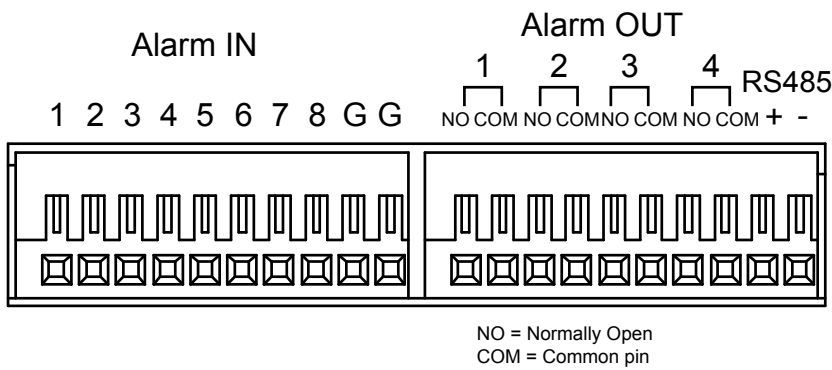 Alarm IN
Alarm OUT
1 2 3 4 RS485
1 2 3 4 5 6 7 8 G G
NO COM NO COM NO COM NO COM + -
NO = Normally Open
COM = Common pin